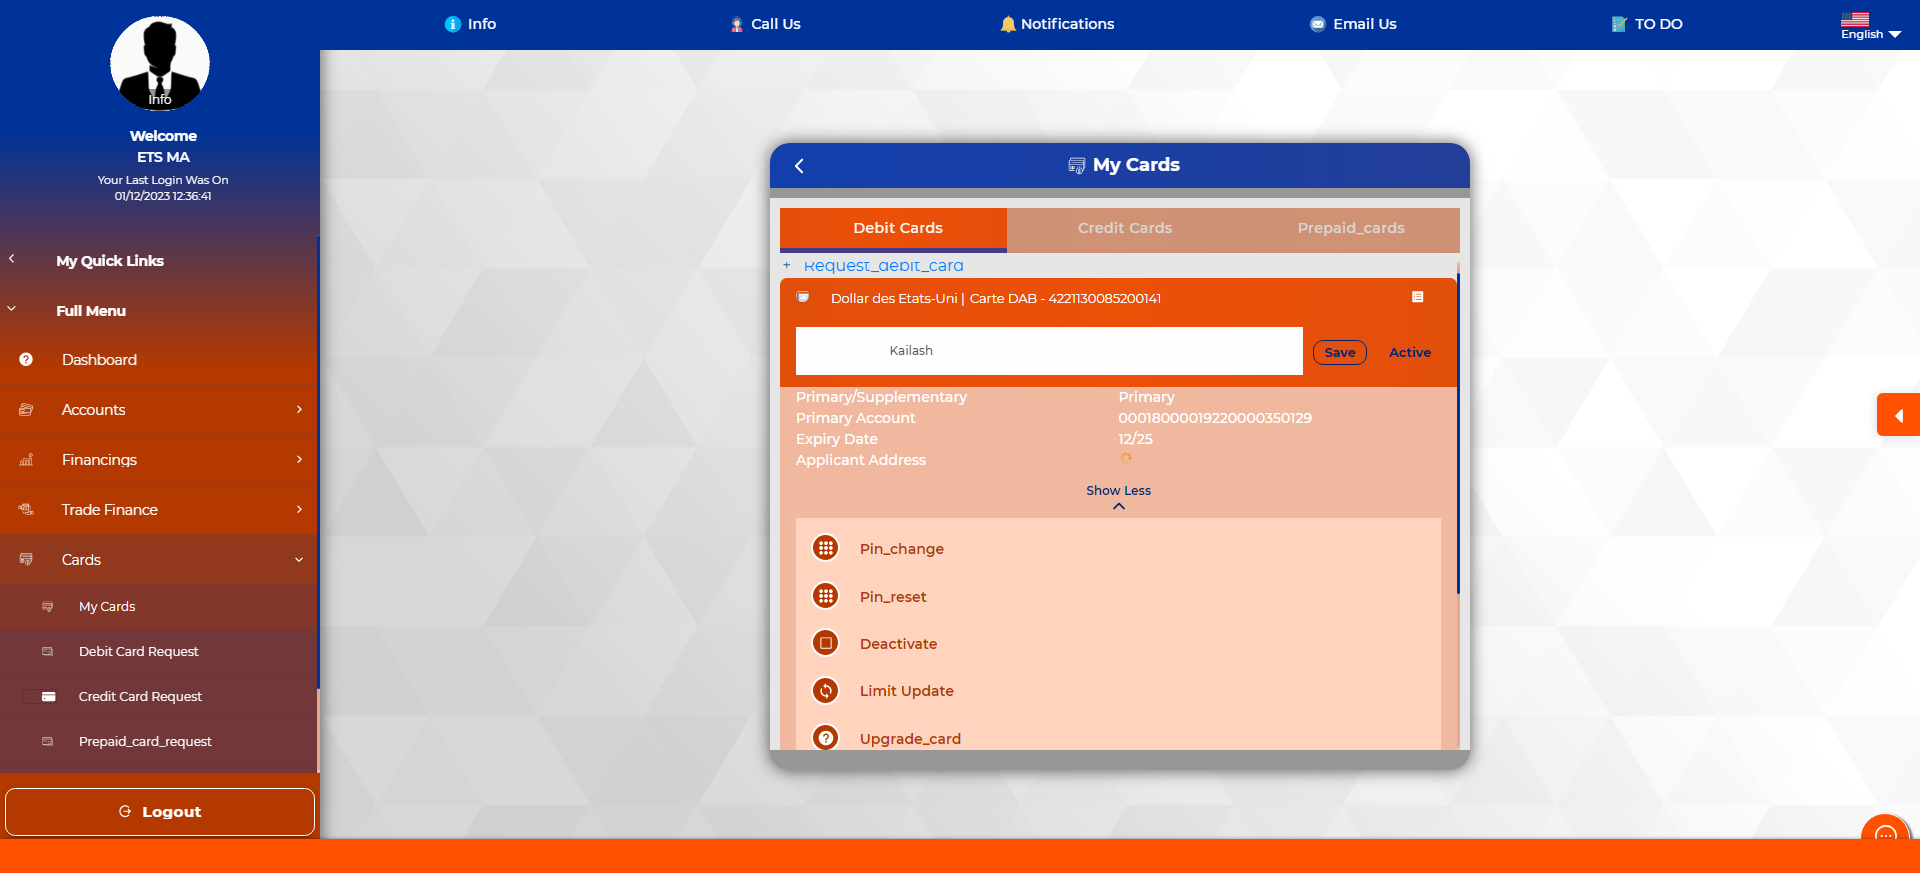 Info
Call Us
Notifications
Email Us
TO DO
English
Info
Welcome
ETS MA
Your Last Login Was On
01/12/2023 12:36:41
My Quick Links
Full Menu
Dashboard
Accounts
Financings
Trade Finance
Cards
My Cards
Debit Card Request
Credit Card Request
Prepaid_card_request
Logout
My Cards
Debit Cards
Credit Cards
Prepaid_cards
+ Request_debit_card
Dollar des Etats-Uni | Carte DAB - 4221130085200141
Kailash
Save
Active
Primary/Supplementary Primary
Primary Account 00018000019220000350129
Expiry Date 12/25
Applicant Address
Show Less
Pin_change
Pin_reset
Deactivate
Limit Update
Upgrade_card